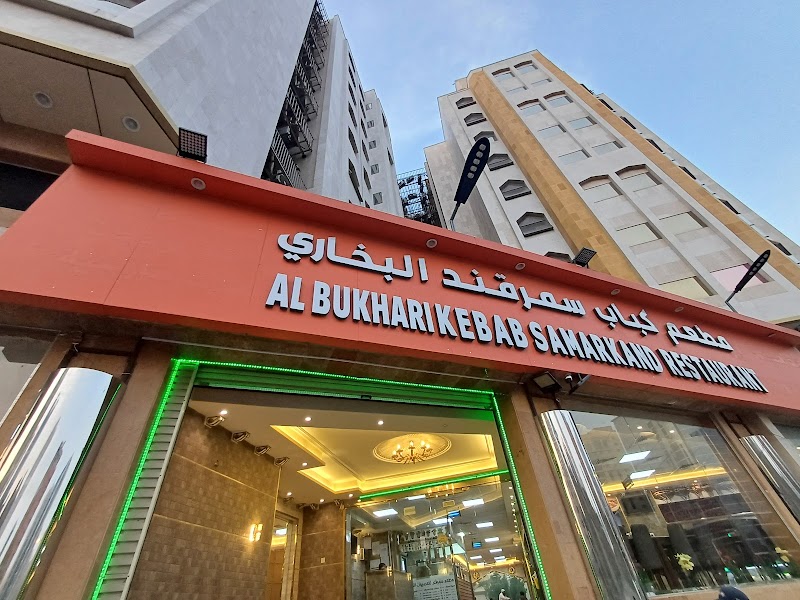 مطعم كباب سمرقند البخاري
AL BUKHARI KEBAB SAMARKAND RESTAURANT